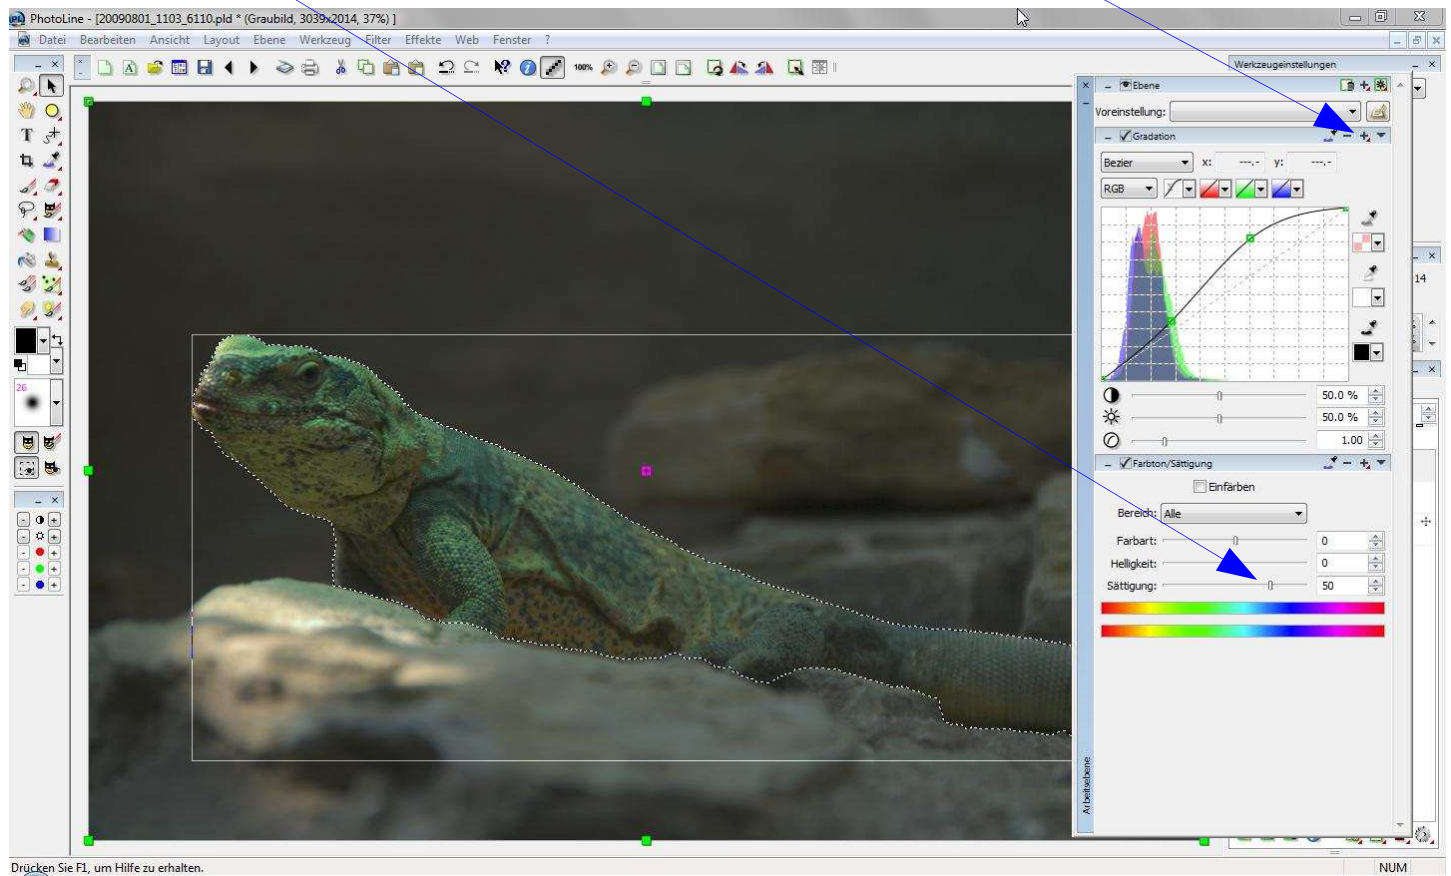 PhotoLine - [20090801_1103_6110.pld * (Graubild, 3039x2014, 37%) ]
Datei Bearbeiten Ansicht Layout Ebene Werkzeug Filter Effekte Web Fenster ?
100%
Werkzeugeinstellungen
Ebene
Voreinstellung:
Gradation
Bezier x: ---,- y: ---,-
RGB
14
26
50.0 %
50.0 %
1.00
Farbton/Sättigung
Einfärben
Bereich: Alle
Farbart: 0
Helligkeit: 0
Sättigung: 50
Arbeitsebene
Drücken Sie F1, um Hilfe zu erhalten.
NUM